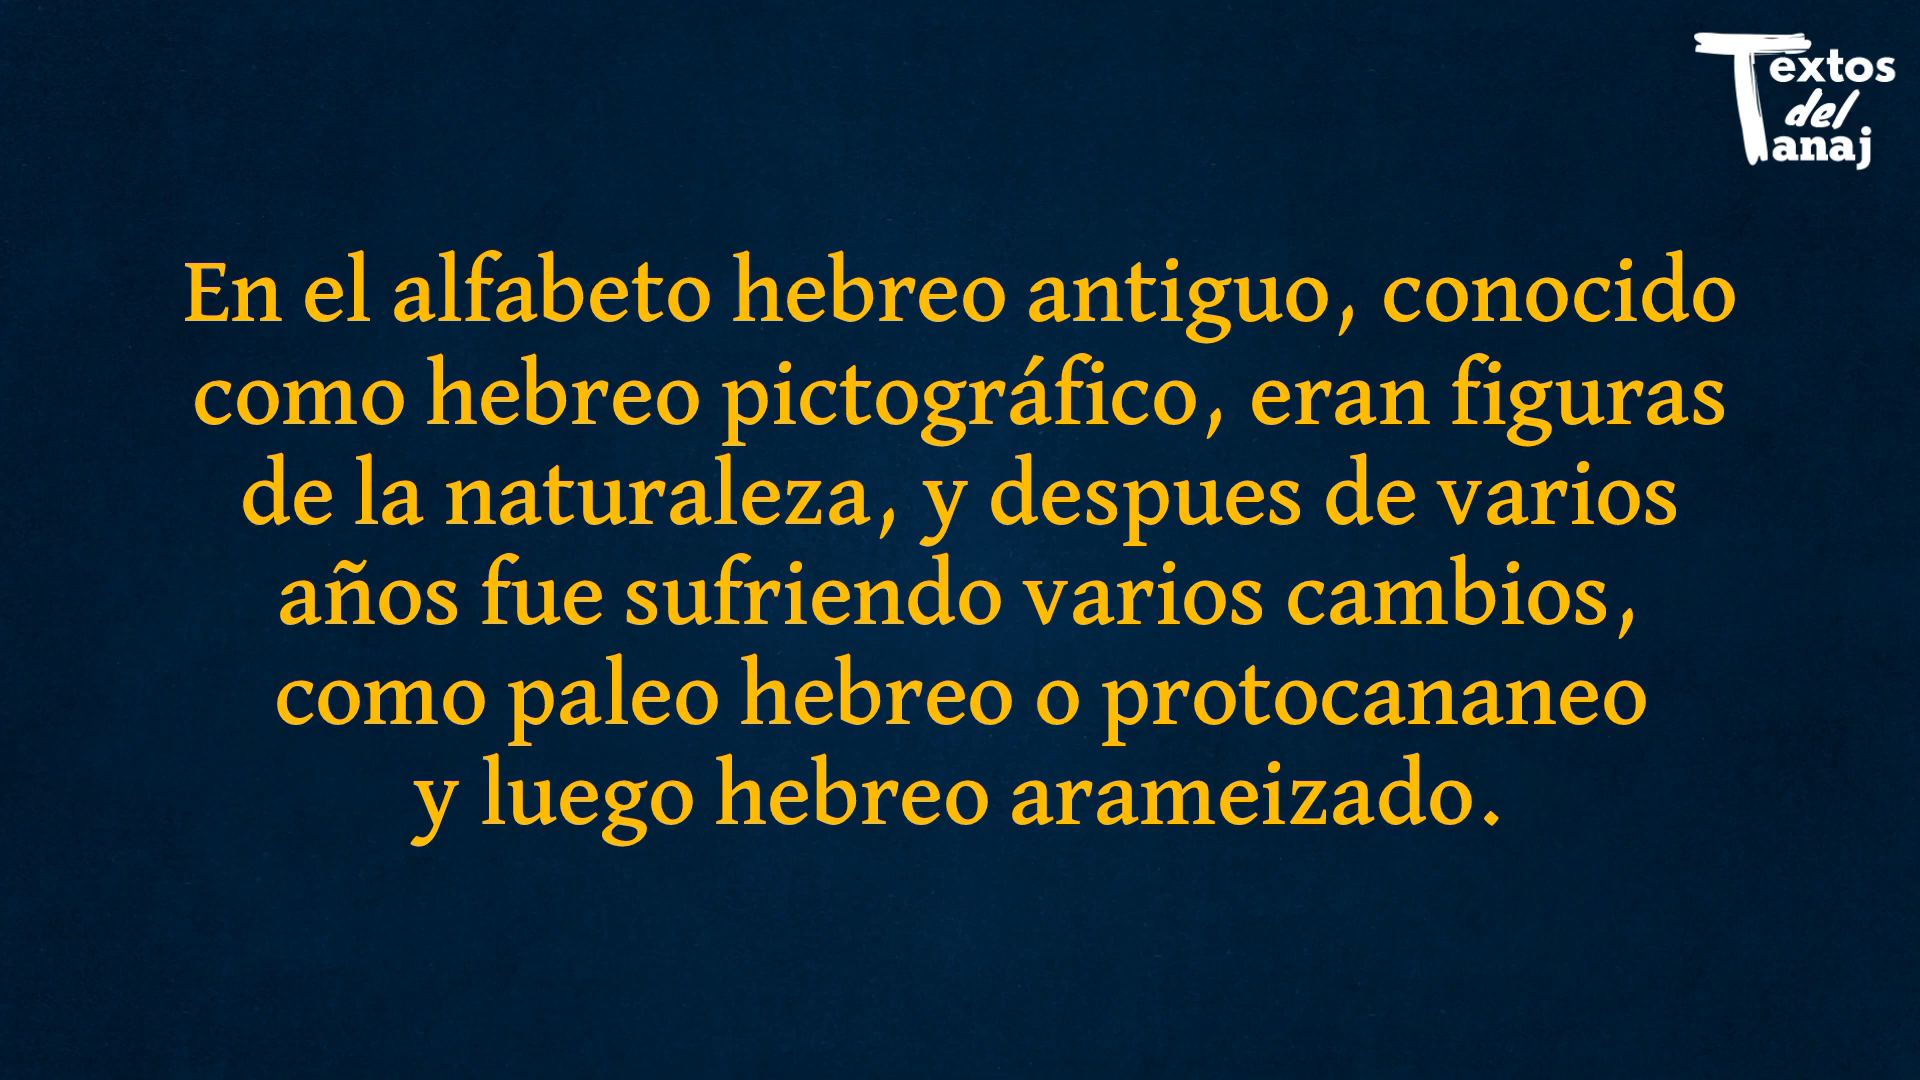 Textos
del
Tanaj
En el alfabeto hebreo antiguo, conocido
como hebreo pictográfico, eran figuras
de la naturaleza, y despues de varios
años fue sufriendo varios cambios,
como paleo hebreo o protocananeo
y luego hebreo arameizado.